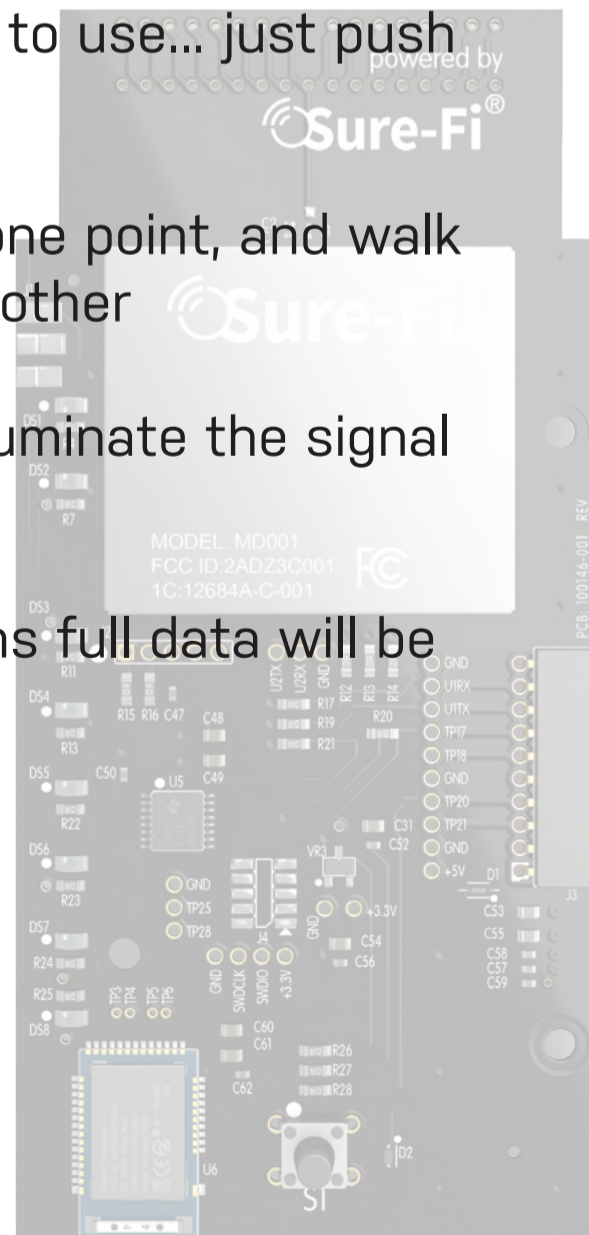 to use... just push
powered by
Sure-Fi®
one point, and walk
other
Sure-Fi
uminate the signal
MODEL: MD001
FCC ID:2ADZ3C001
1C:12684A-C-001
FC
ns full data will be
DS1
DS2
R7
DS3
R11
DS4
R13
DS5
R22
DS6
R23
DS7
R24
R25
DS8
R15 R16 C47
C48
C49
C50
U5
U2TX
U2RX
GND
R12
R13
R14
R17
R19
R20
R21
GND
U1RX
U1TX
TP17
TP18
GND
TP20
TP21
GND
+5V
PCB: 100146-001 REV
C31
C52
VR3
D1
J3
GND
TP25
TP28
J4
GND
+3.3V
C53
C54
C55
C56
C58
C57
C59
GND
SWDCLK
SWDIO
+3.3V
TP3
TP4
TP5
TP6
C60
C61
C62
R26
R27
R28
U6
D2
S1